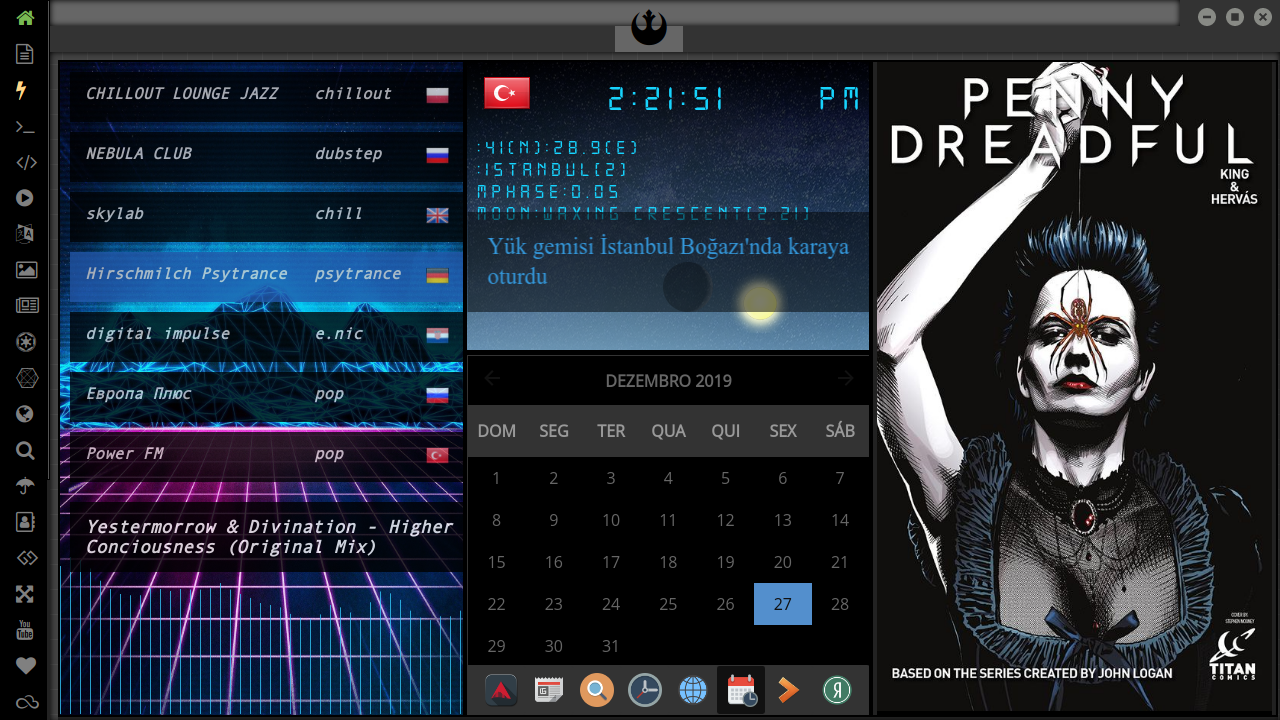 CHILLOUT LOUNGE JAZZ chillout
NEBULA CLUB dubstep
skylab chill
Hirschmilch Psytrance psytrance
digital impulse e.nic
Европа Плюс pop
Power FM pop
Yestermorrow & Divination - Higher
Conciousness (Original Mix)
2:21:51 PM
:41(N):28.9(E)
:ISTANBUL(2)
MPHASE:0.05
MOON:WAXING CRESCENT(2.21)
Yük gemisi İstanbul Boğazı'nda karaya
oturdu
DEZEMBRO 2019
DOM SEG TER QUA QUI SEX SÁB
1 2 3 4 5 6 7
8 9 10 11 12 13 14
15 16 17 18 19 20 21
22 23 24 25 26 27 28
29 30 31
PENNY
DREADFUL
KING
&
HERVÁS
COVER BY
STEPHEN MOONEY
BASED ON THE SERIES CREATED BY JOHN LOGAN
TITAN
COMICS
You
Tube
Я